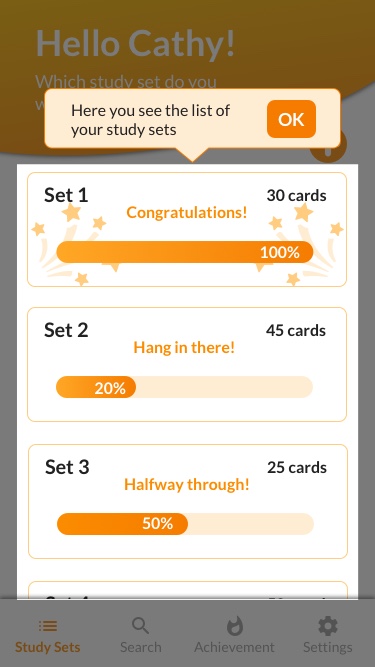 Hello Cathy!
Which study set do you
Here you see the list of
your study sets
OK
Set 1
30 cards
Congratulations!
100%
Set 2
45 cards
Hang in there!
20%
Set 3
25 cards
Halfway through!
50%
Study Sets
Search
Achievement
Settings